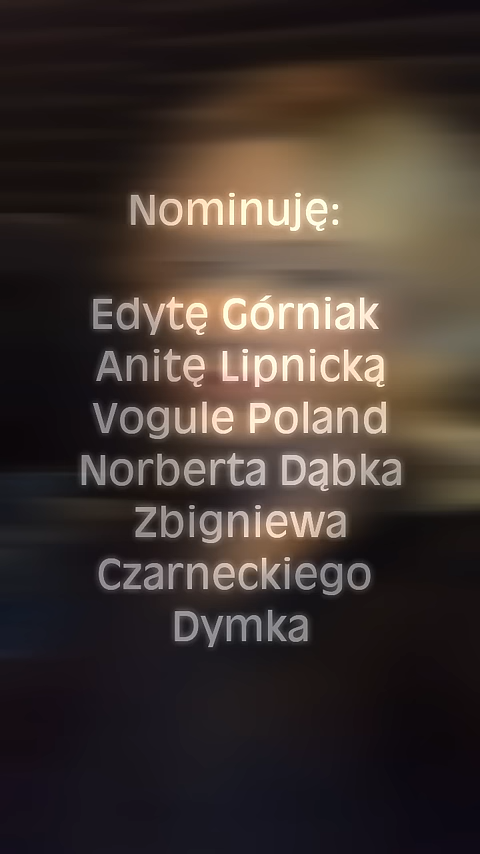 Nominuję:
Edytę Górniak
Anitę Lipnicką
Vogule Poland
Norberta Dąbka
Zbigniewa
Czarneckiego
Dymka